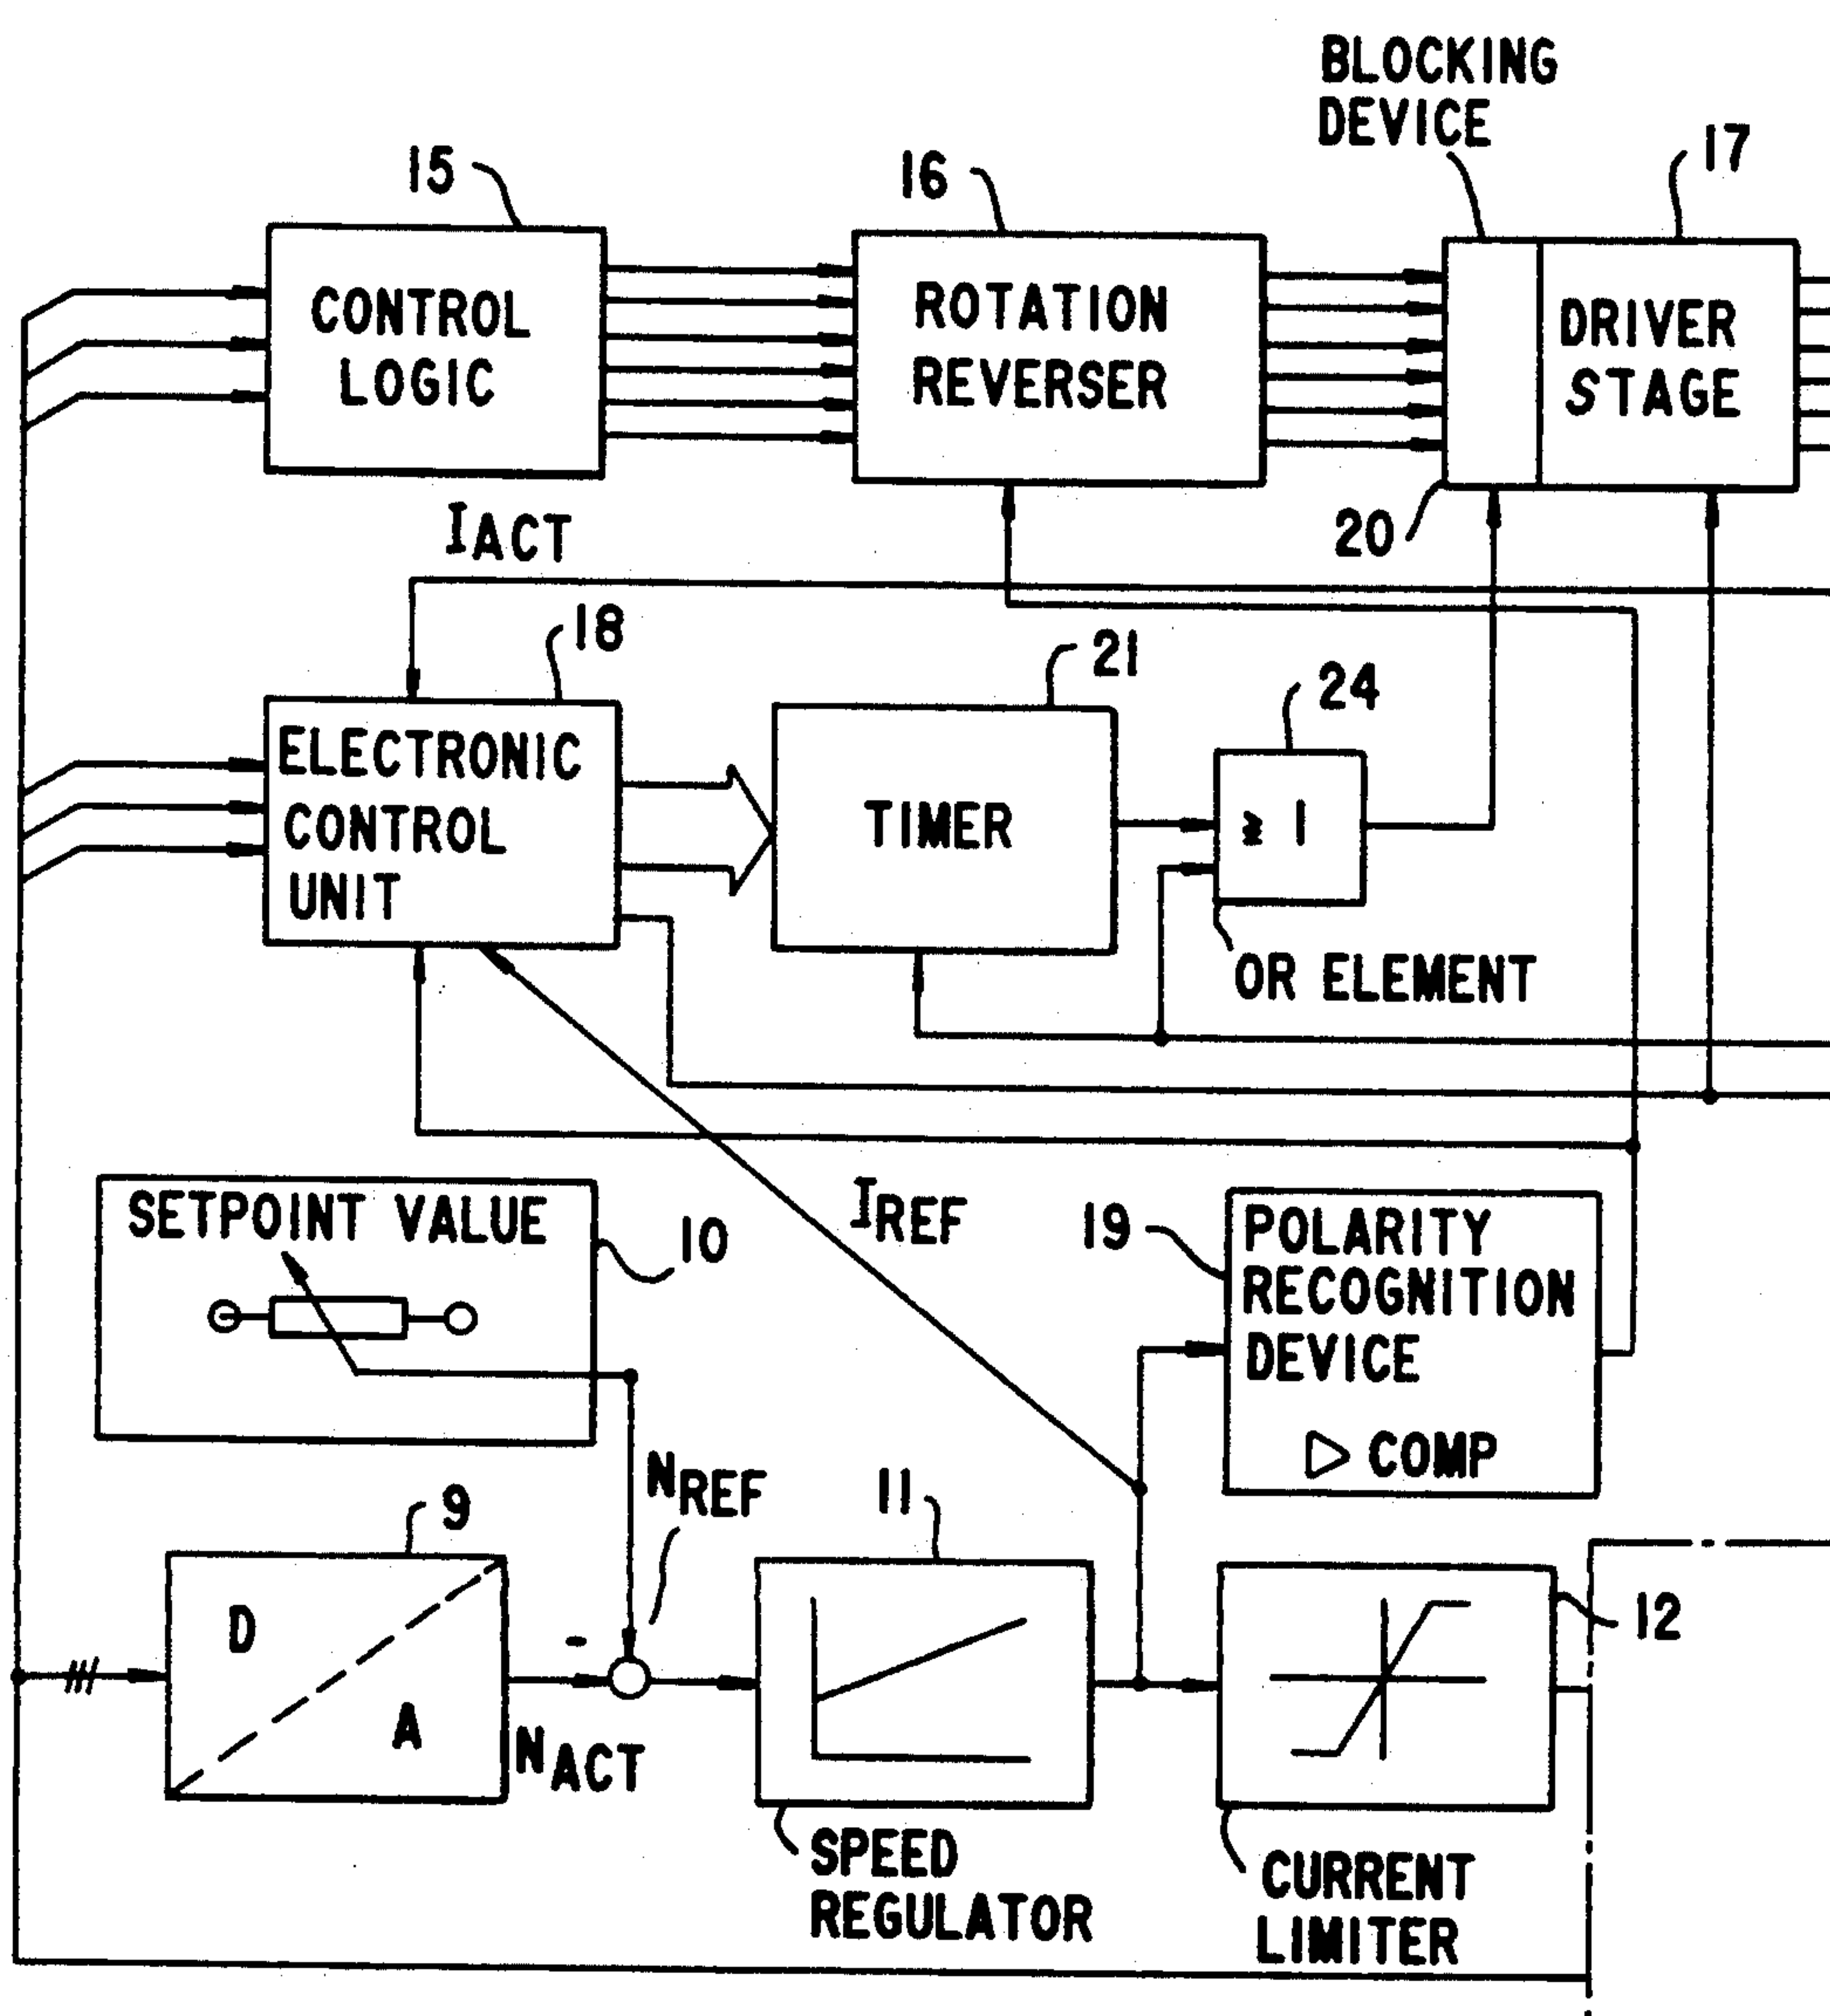 BLOCKING
DEVICE
15
16
17
CONTROL
LOGIC
ROTATION
REVERSER
DRIVER
STAGE
20
IACT
18
21
24
ELECTRONIC
CONTROL
UNIT
TIMER
≥ 1
OR ELEMENT
SETPOINT VALUE
10
IREF
19
POLARITY
RECOGNITION
DEVICE
▷ COMP
NREF
9
11
12
D
A
-
NACT
SPEED
REGULATOR
CURRENT
LIMITER